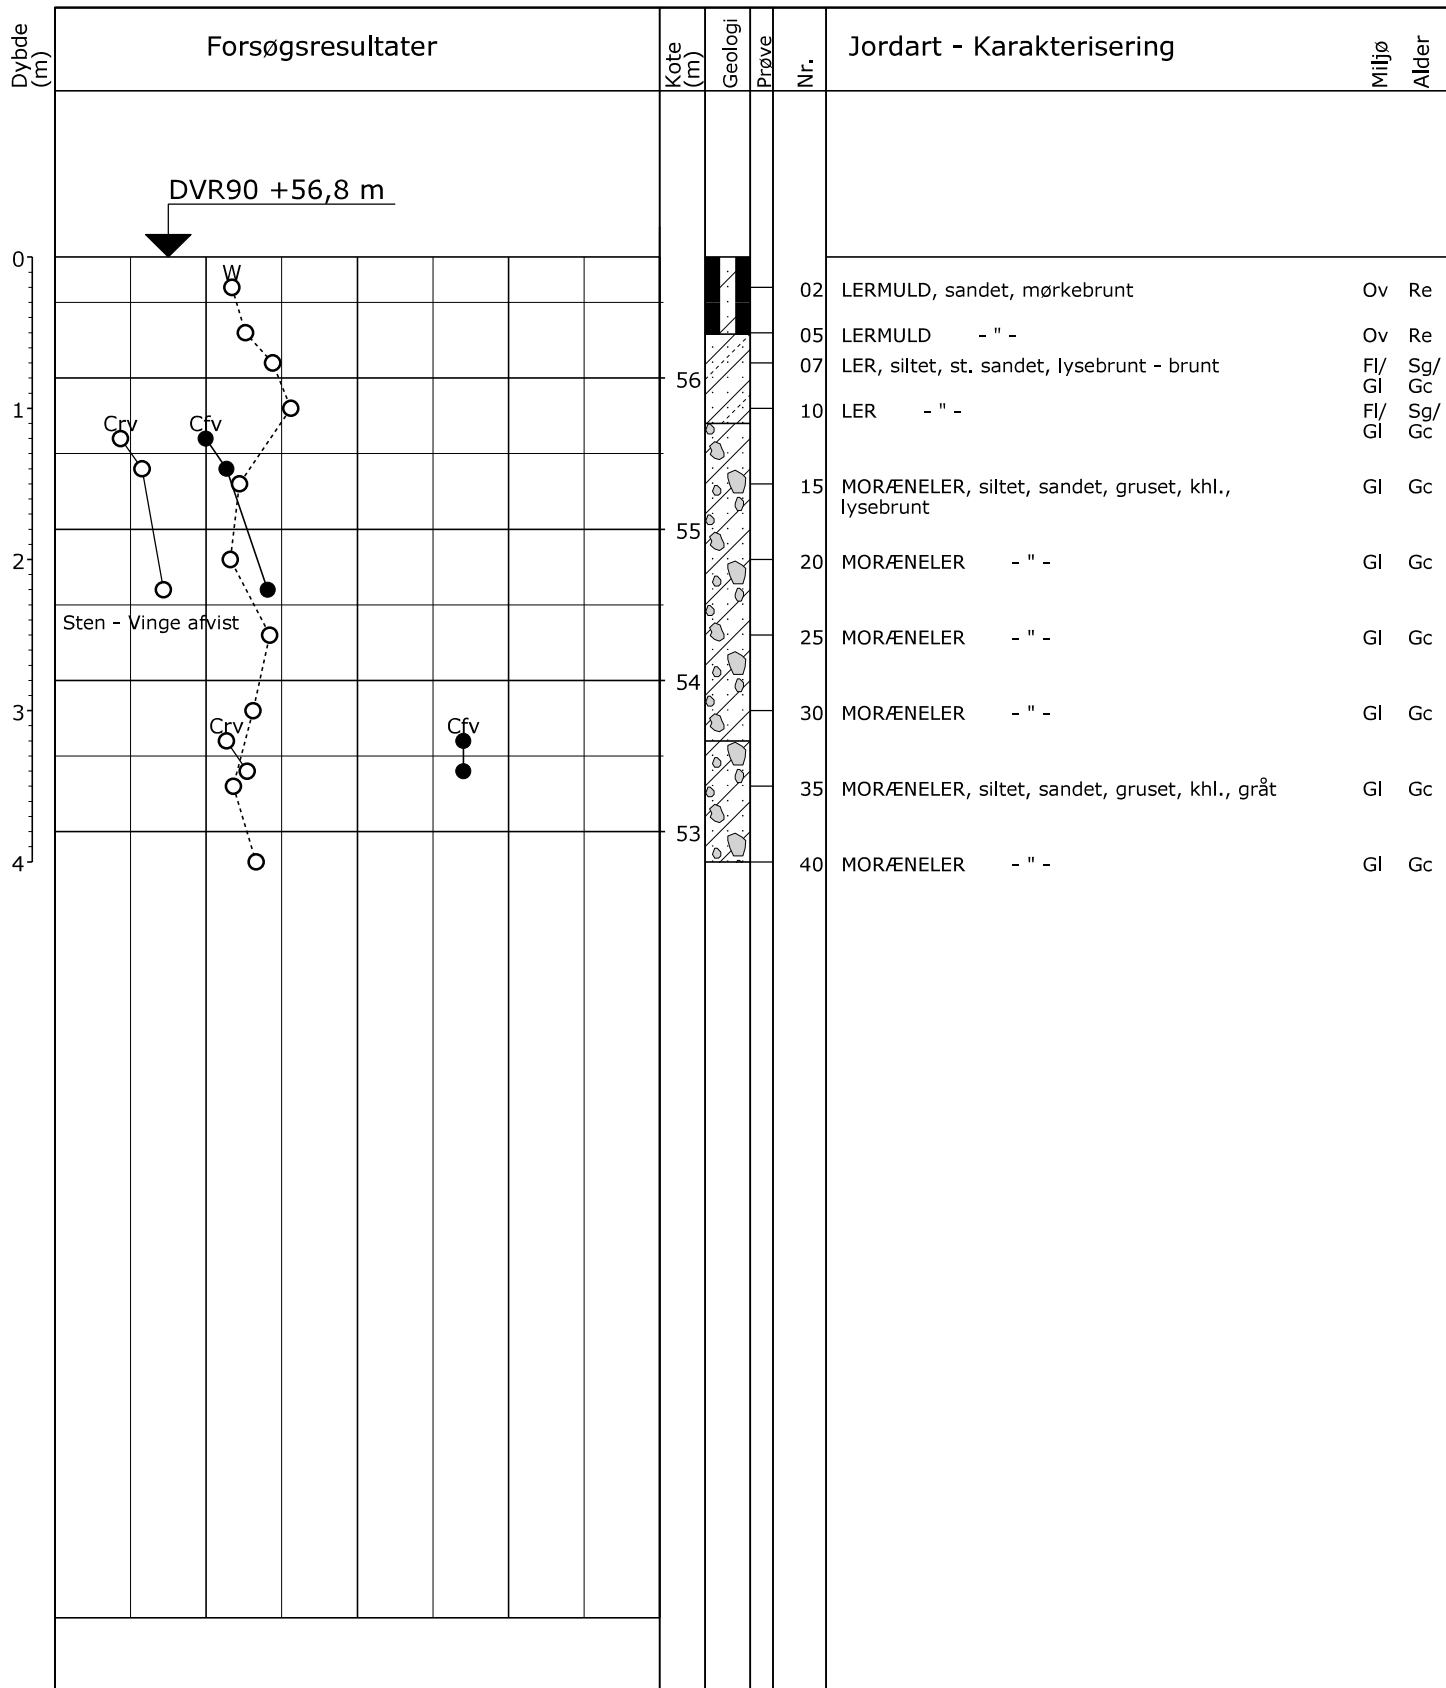 Dybde (m)
Forsøgsresultater
Kote (m)
Geologi
Prøve
Nr.
Jordart - Karakterisering
Miljø
Alder
DVR90 +56,8 m
0
W
02 LERMULD, sandet, mørkebrunt Ov Re
05 LERMULD - " - Ov Re
07 LER, siltet, st. sandet, lysebrunt - brunt Fl/ Sg/
Gl Gc
56
1
10 LER - " - Fl/ Sg/
Gl Gc
Crv Cfv
15 MORÆNELER, siltet, sandet, gruset, khl., Gl Gc
lysebrunt
55
2
20 MORÆNELER - " - Gl Gc
Sten - Vinge afvist
25 MORÆNELER - " - Gl Gc
54
3
30 MORÆNELER - " - Gl Gc
Crv Cfv
35 MORÆNELER, siltet, sandet, gruset, khl., gråt Gl Gc
53
4
40 MORÆNELER - " - Gl Gc